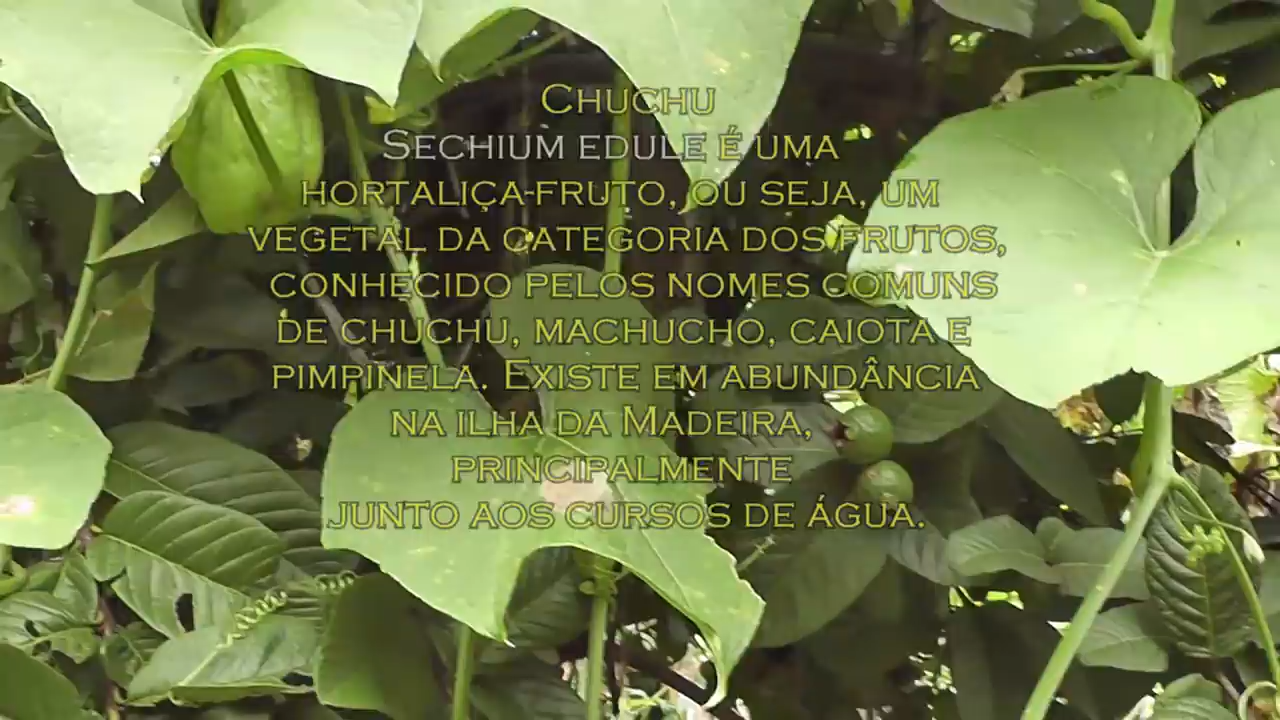 Chuchu
Sechium edule é uma
hortaliça-fruto, ou seja, um
vegetal da categoria dos frutos,
conhecido pelos nomes comuns
de chuchu, machucho, caiota e
pimpinela. Existe em abundância
na ilha da Madeira,
principalmente
junto aos cursos de água.